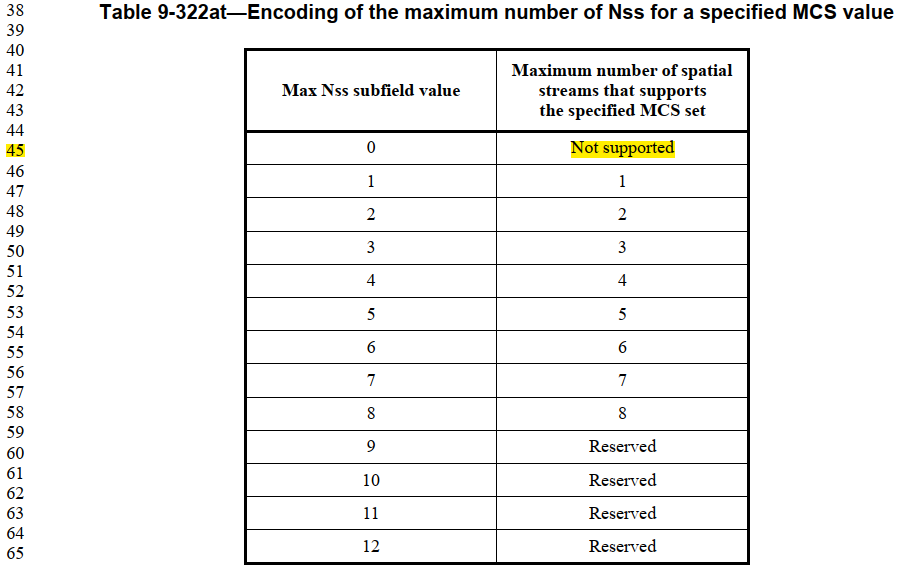 38 Table 9-322at—Encoding of the maximum number of Nss for a specified MCS value
39
40
41 Maximum number of spatial
42 Max Nss subfield value streams that supports
43 the specified MCS set
44
45 0 Not supported
46
47 1 1
48 2 2
49
50 3 3
51 4 4
52
53 5 5
54
55 6 6
56
57 7 7
58 8 8
59
60 9 Reserved
61 10 Reserved
62
63 11 Reserved
64
65 12 Reserved